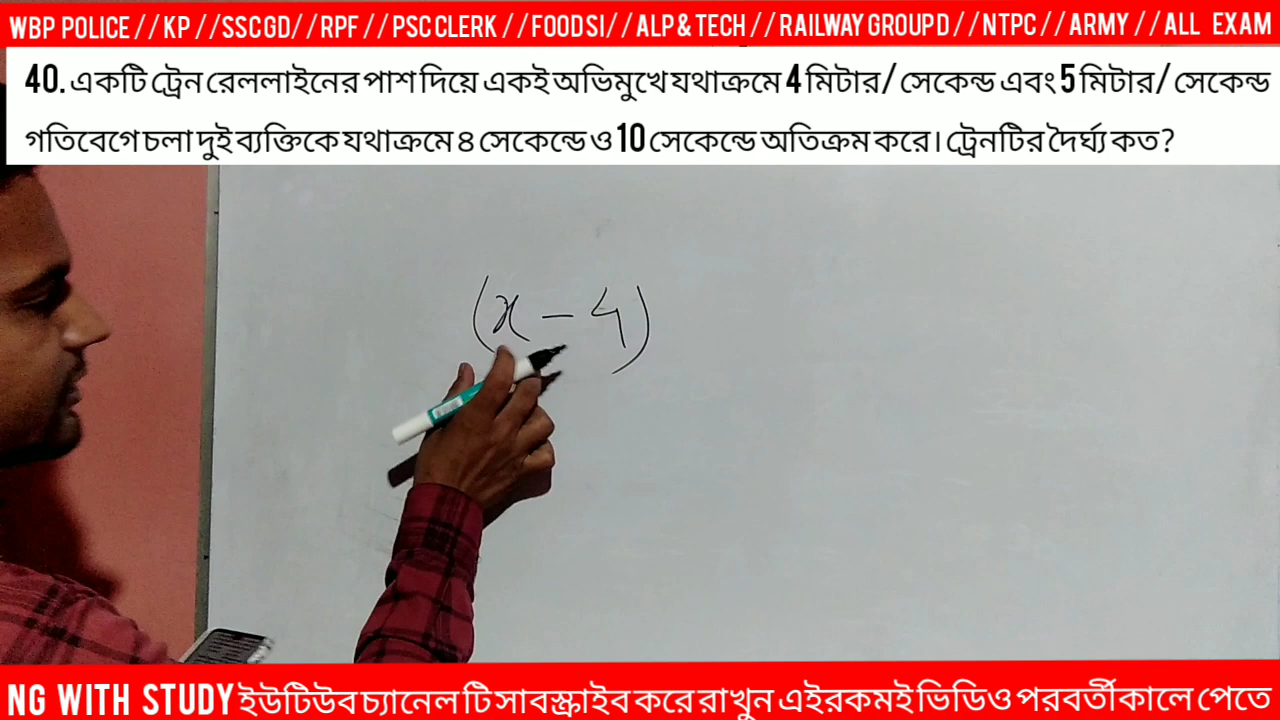 WBP POLICE // KP // SSC GD // RPF // PSC CLERK // FOOD SI // ALP & TECH // RAILWAY GROUP D // NTPC // ARMY // ALL EXAM
40. একটি ট্রেন রেললাইনের পাশ দিয়ে একই অভিমুখে যথাক্রমে 4 মিটার/ সেকেন্ড এবং 5 মিটার/ সেকেন্ড
গতিবেগে চলা দুই ব্যক্তিকে যথাক্রমে ৪ সেকেন্ডে ও 10 সেকেন্ডে অতিক্রম করে। ট্রেনটির দৈর্ঘ্য কত?
(x - 4)
NG WITH STUDY ইউটিউব চ্যানেল টি সাবস্ক্রাইব করে রাখুন এইরকমই ভিডিও পরবর্তীকালে পেতে